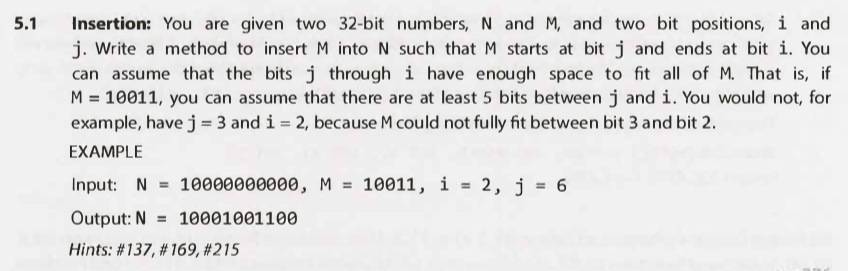 5.1 Insertion: You are given two 32-bit numbers, N and M, and two bit positions, i and
j. Write a method to insert M into N such that M starts at bit j and ends at bit i. You
can assume that the bits j through i have enough space to fit all of M. That is, if
M = 10011, you can assume that there are at least 5 bits between j and i. You would not, for
example, have j = 3 and i = 2, because M could not fully fit between bit 3 and bit 2.
EXAMPLE
Input: N = 10000000000, M = 10011, i = 2, j = 6
Output: N = 10001001100
Hints: #137, #169, #215